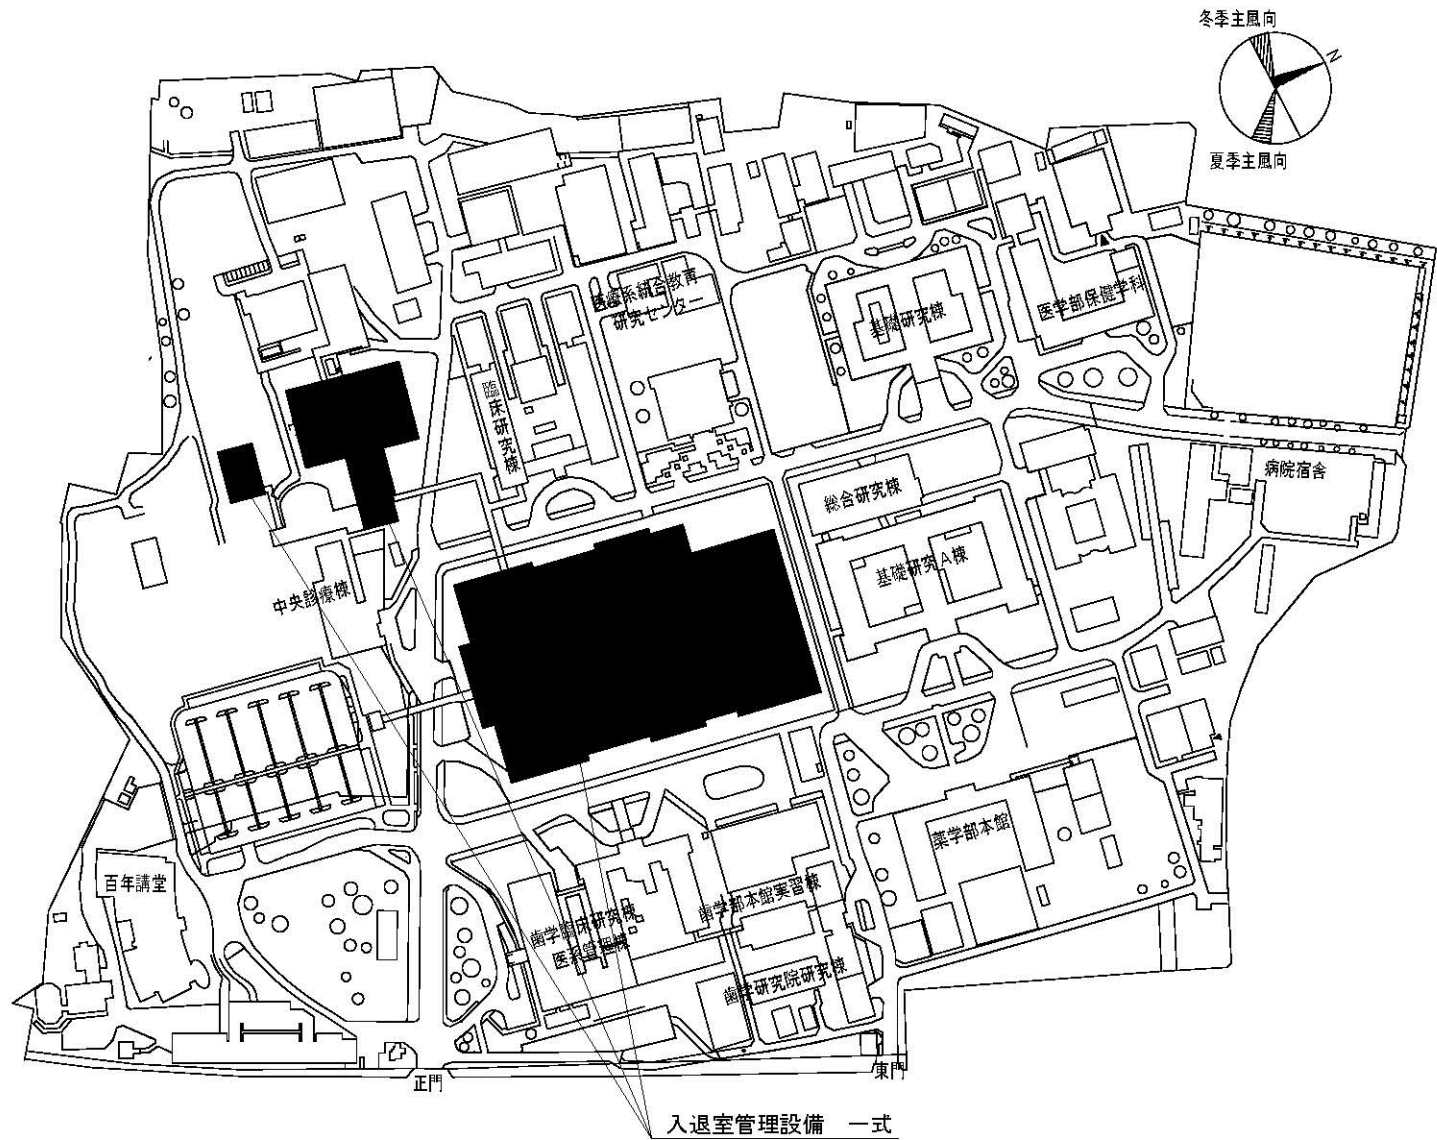 冬季主風向
N
夏季主風向
医療系統合教育
研究センター
基礎研究棟
医学部保健学科
臨床研究棟
病院宿舎
総合研究棟
基礎研究A棟
中央診療棟
薬学部本館
百年講堂
歯学部本館実習棟
歯学臨床研究棟
医系管理棟
歯学研究院研究棟
正門
東門
入退室管理設備　一式